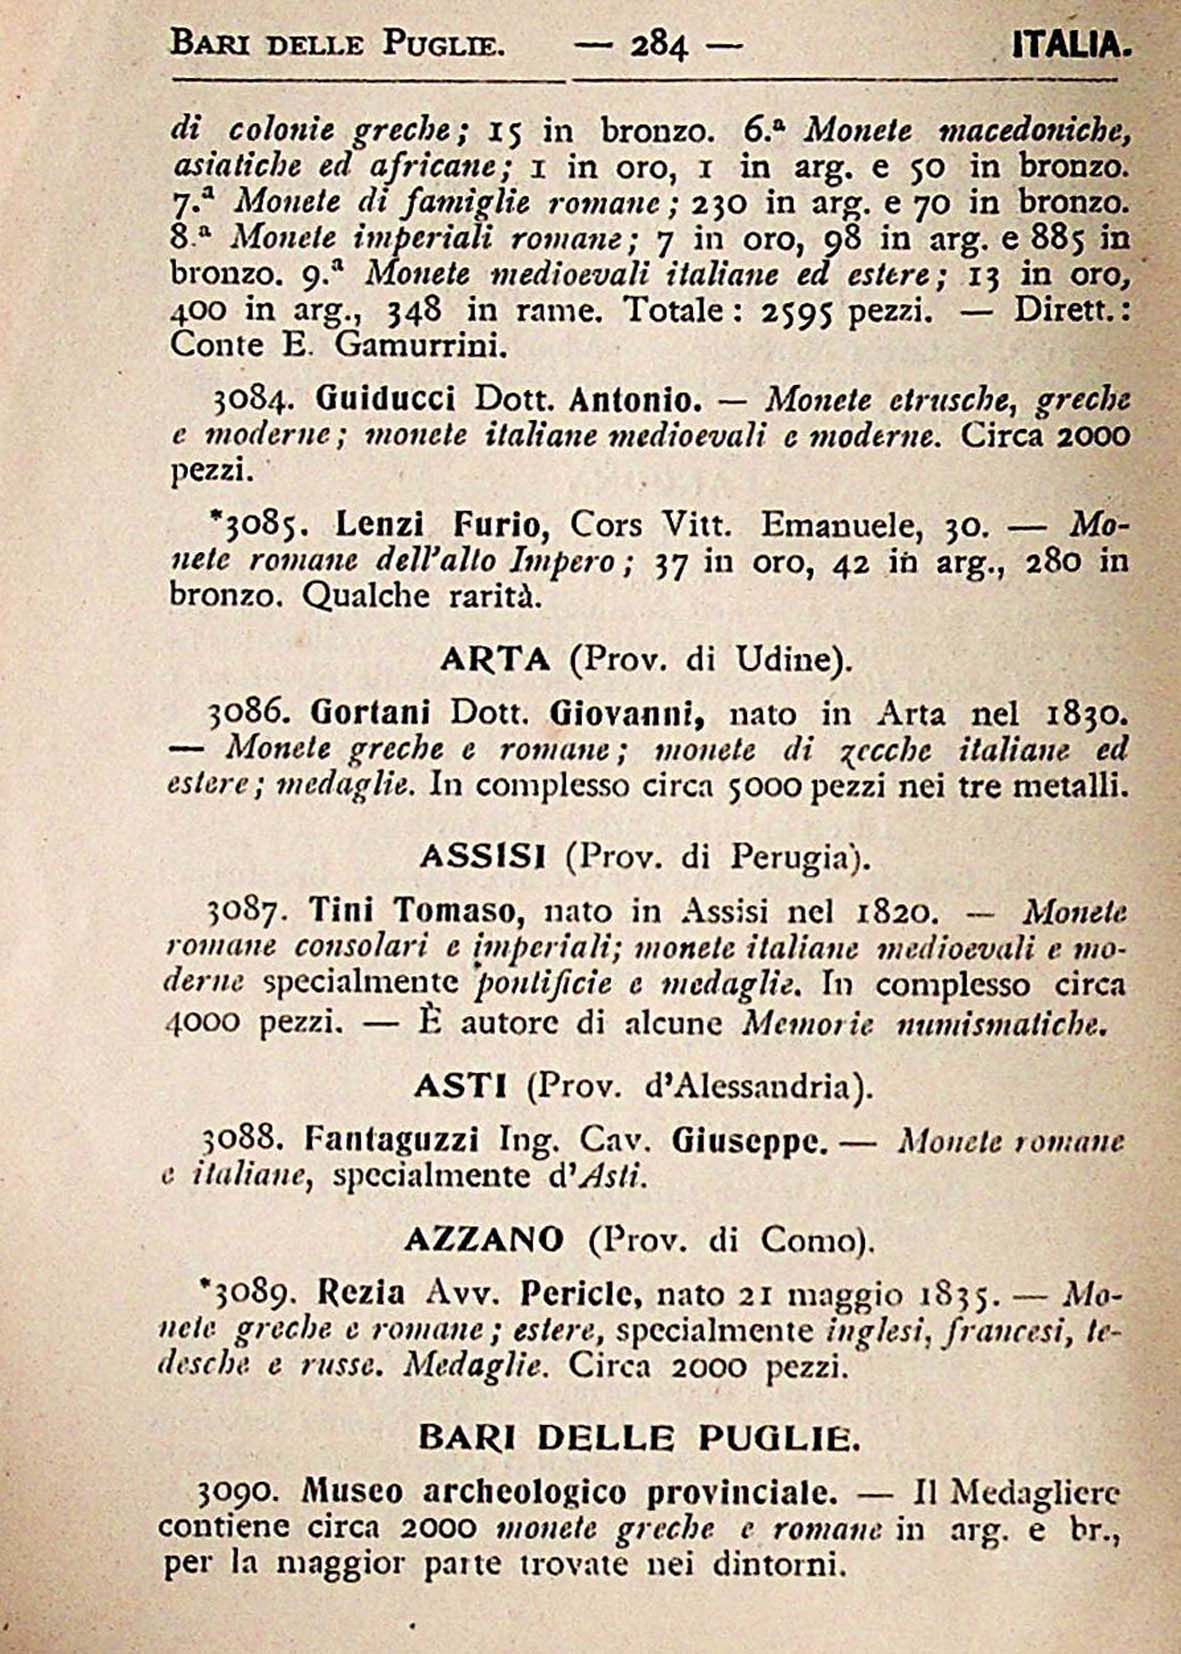 BARI DELLE PUGLIE. — 284 — ITALIA.
di colonie greche; 15 in bronzo. 6.ª Monete macedoniche,
asiatiche ed africane; 1 in oro, 1 in arg. e 50 in bronzo.
7.ª Monete di famiglie romane; 230 in arg. e 70 in bronzo.
8.ª Monete imperiali romane; 7 in oro, 98 in arg. e 885 in
bronzo. 9.ª Monete medioevali italiane ed estere; 13 in oro,
400 in arg., 348 in rame. Totale: 2595 pezzi. — Dirett.:
Conte E. Gamurrini.
3084. Guiducci Dott. Antonio. — Monete etrusche, greche
e moderne; monete italiane medioevali e moderne. Circa 2000
pezzi.
*3085. Lenzi Furio, Cors Vitt. Emanuele, 30. — Mo-
nete romane dell'alto Impero; 37 in oro, 42 in arg., 280 in
bronzo. Qualche rarità.
ARTA (Prov. di Udine).
3086. Gortani Dott. Giovanni, nato in Arta nel 1830.
— Monete greche e romane; monete di zecche italiane ed
estere; medaglie. In complesso circa 5000 pezzi nei tre metalli.
ASSISI (Prov. di Perugia).
3087. Tini Tomaso, nato in Assisi nel 1820. — Monete
romane consolari e imperiali; monete italiane medioevali e mo-
derne specialmente pontificie e medaglie. In complesso circa
4000 pezzi. — È autore di alcune Memorie numismatiche.
ASTI (Prov. d'Alessandria).
3088. Fantaguzzi Ing. Cav. Giuseppe. — Monete romane
e italiane, specialmente d'Asti.
AZZANO (Prov. di Como).
*3089. Rezia Avv. Pericle, nato 21 maggio 1835. — Mo-
nete greche e romane; estere, specialmente inglesi, francesi, te-
desche e russe. Medaglie. Circa 2000 pezzi.
BARI DELLE PUGLIE.
3090. Museo archeologico provinciale. — Il Medagliere
contiene circa 2000 monete greche e romane in arg. e br.,
per la maggior parte trovate nei dintorni.